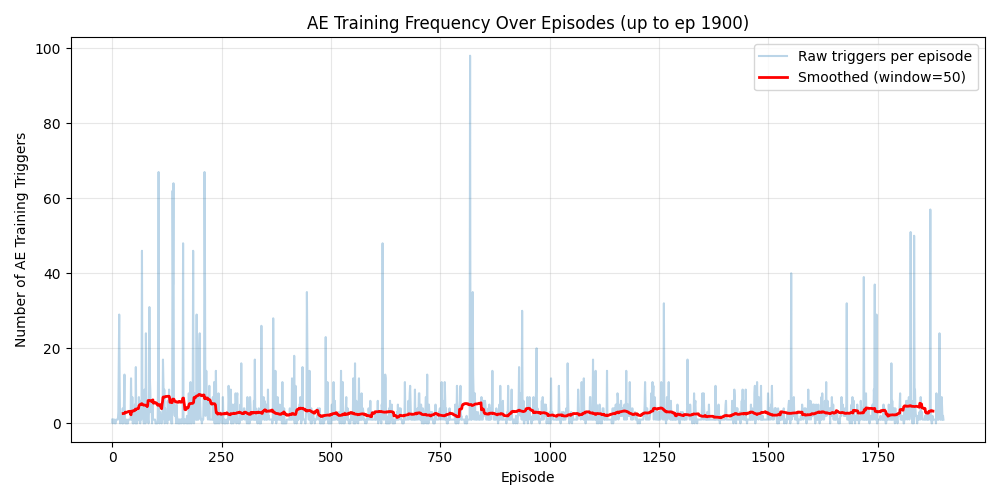 AE Training Frequency Over Episodes (up to ep 1900)
Raw triggers per episode
Smoothed (window=50)
Number of AE Training Triggers
100
80
60
40
20
0
0 250 500 750 1000 1250 1500 1750
Episode